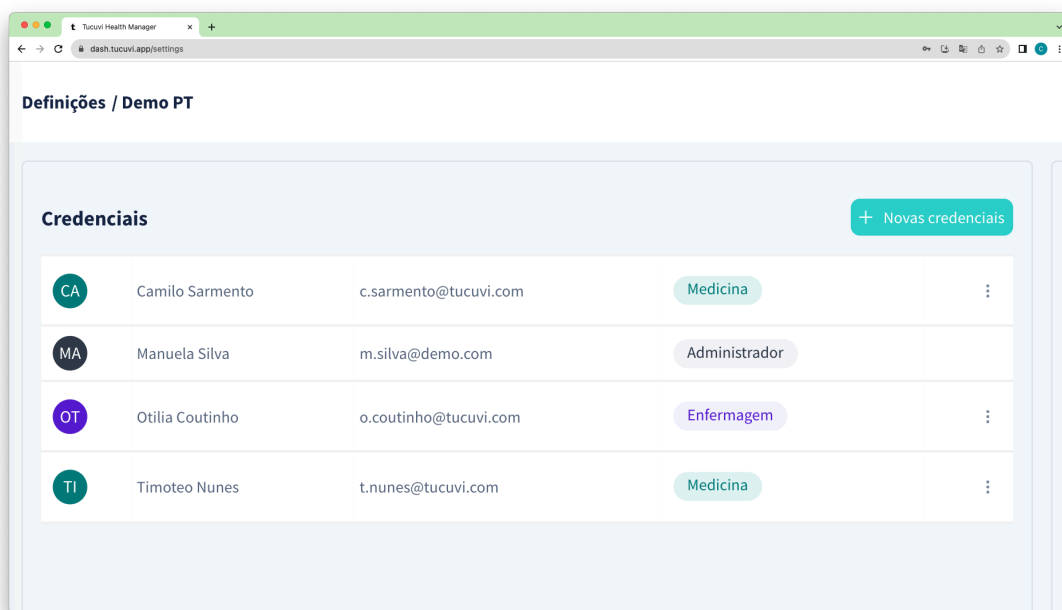 t Tucuvi Health Manager × +
dash.tucuvi.app/settings C
Definições / Demo PT
Credenciais
+ Novas credenciais
CA Camilo Sarmento c.sarmento@tucuvi.com Medicina
MA Manuela Silva m.silva@demo.com Administrador
OT Otilia Coutinho o.coutinho@tucuvi.com Enfermagem
TI Timoteo Nunes t.nunes@tucuvi.com Medicina